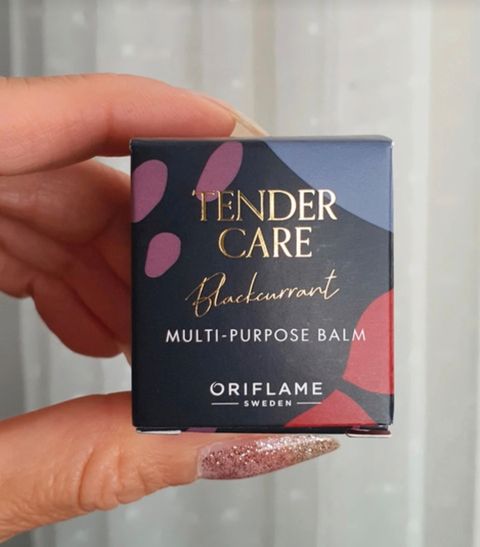 TENDER
CARE
Blackcurrant
MULTI-PURPOSE BALM
ORIFLAME
SWEDEN